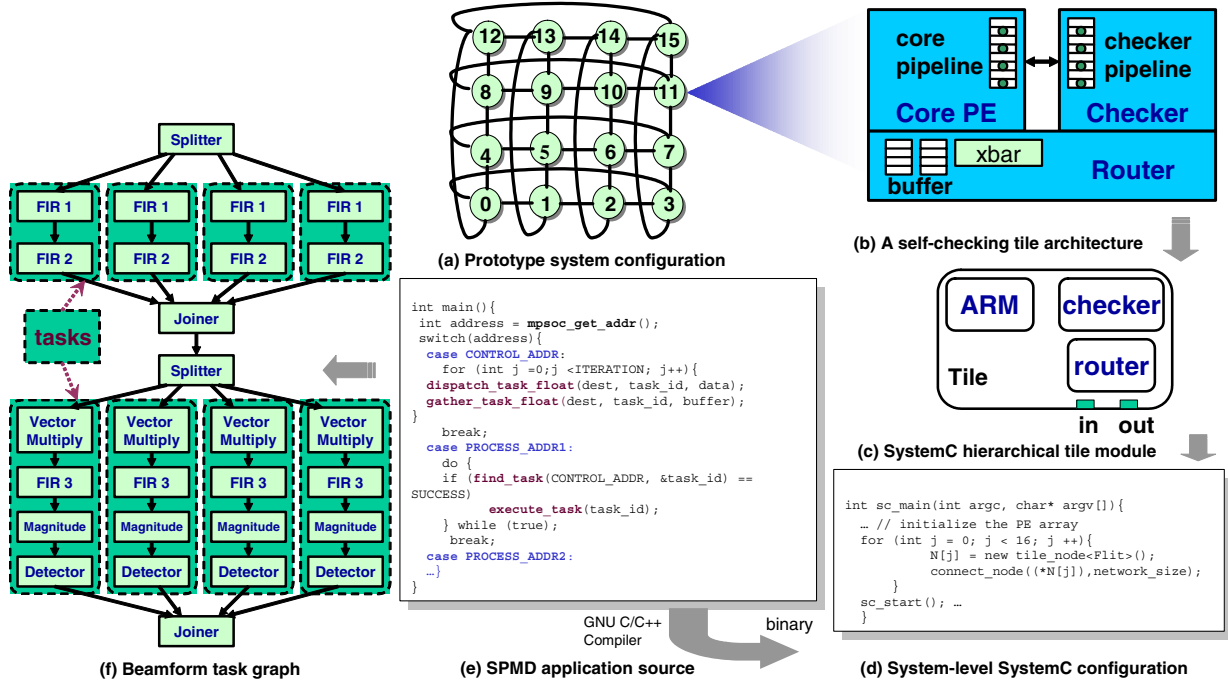 12 13 14 15
8 9 10 11
4 5 6 7
0 1 2 3
(a) Prototype system configuration
core
pipeline
Core PE
checker
pipeline
Checker
buffer
xbar
Router
(b) A self-checking tile architecture
ARM
checker
router
Tile
in out
(c) SystemC hierarchical tile module
int sc_main(int argc, char* argv[]){
… // initialize the PE array
for (int j = 0; j < 16; j ++){
N[j] = new tile_node<Flit>();
connect_node((*N[j]),network_size);
}
sc_start(); …
}
(d) System-level SystemC configuration
int main(){
int address = mpsoc_get_addr();
switch(address){
case CONTROL_ADDR:
for (int j =0;j <ITERATION; j++){
dispatch_task_float(dest, task_id, data);
gather_task_float(dest, task_id, buffer);
}
break;
case PROCESS_ADDR1:
do {
if (find_task(CONTROL_ADDR, &task_id) ==
SUCCESS)
execute_task(task_id);
} while (true);
break;
case PROCESS_ADDR2:
…}
}
GNU C/C++
Compiler
binary
(e) SPMD application source
Splitter
FIR 1 FIR 1 FIR 1 FIR 1
FIR 2 FIR 2 FIR 2 FIR 2
Joiner
tasks
Splitter
Vector Vector Vector Vector
Multiply Multiply Multiply Multiply
FIR 3 FIR 3 FIR 3 FIR 3
Magnitude Magnitude Magnitude Magnitude
Detector Detector Detector Detector
Joiner
(f) Beamform task graph